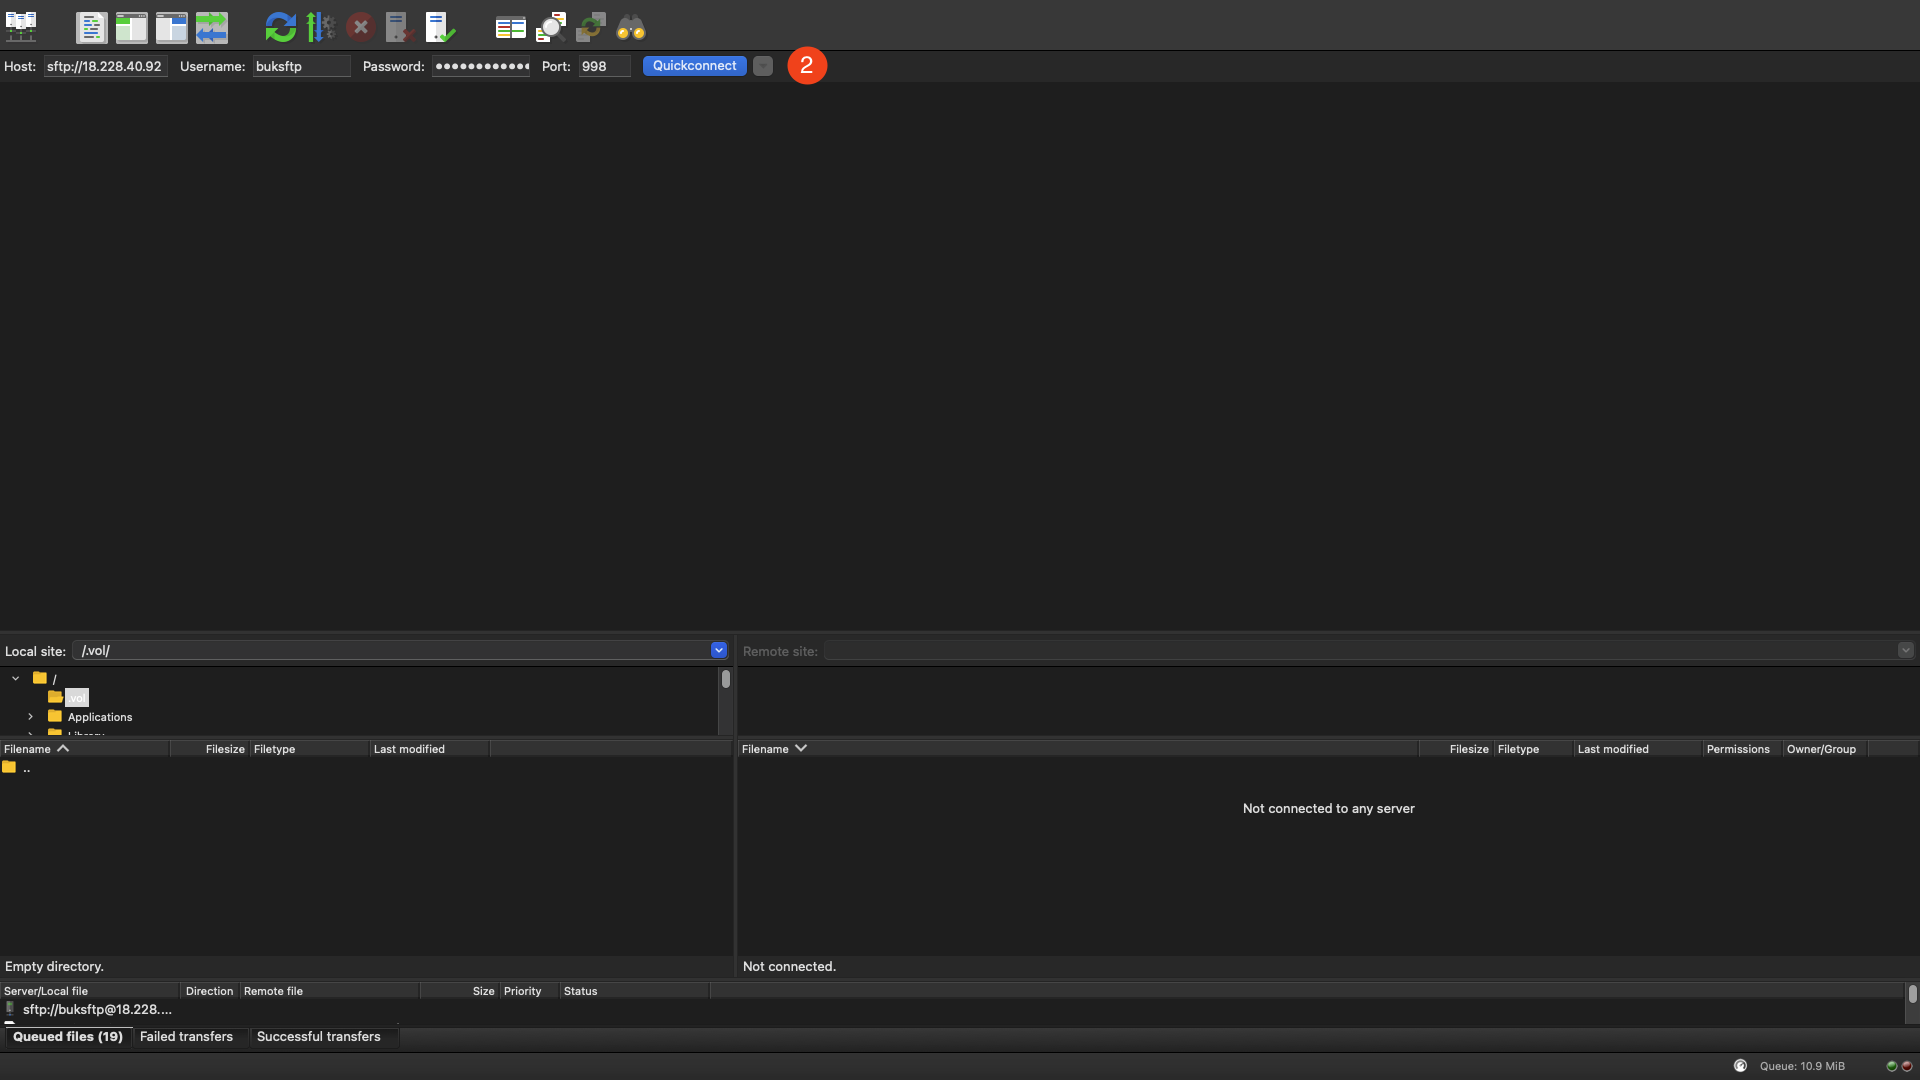 Host: sftp://18.228.40.92 Username: buksftp Password: ●●●●●●●●●●●● Port: 998 Quickconnect 2
Local site: /.vol/
Remote site:
/
.vol
Applications
Library
Filename Filesize Filetype Last modified
..
Empty directory.
Filename Filesize Filetype Last modified Permissions Owner/Group
Not connected to any server
Not connected.
Server/Local file Direction Remote file Size Priority Status
sftp://buksftp@18.228....
Queued files (19) Failed transfers Successful transfers
Queue: 10.9 MiB